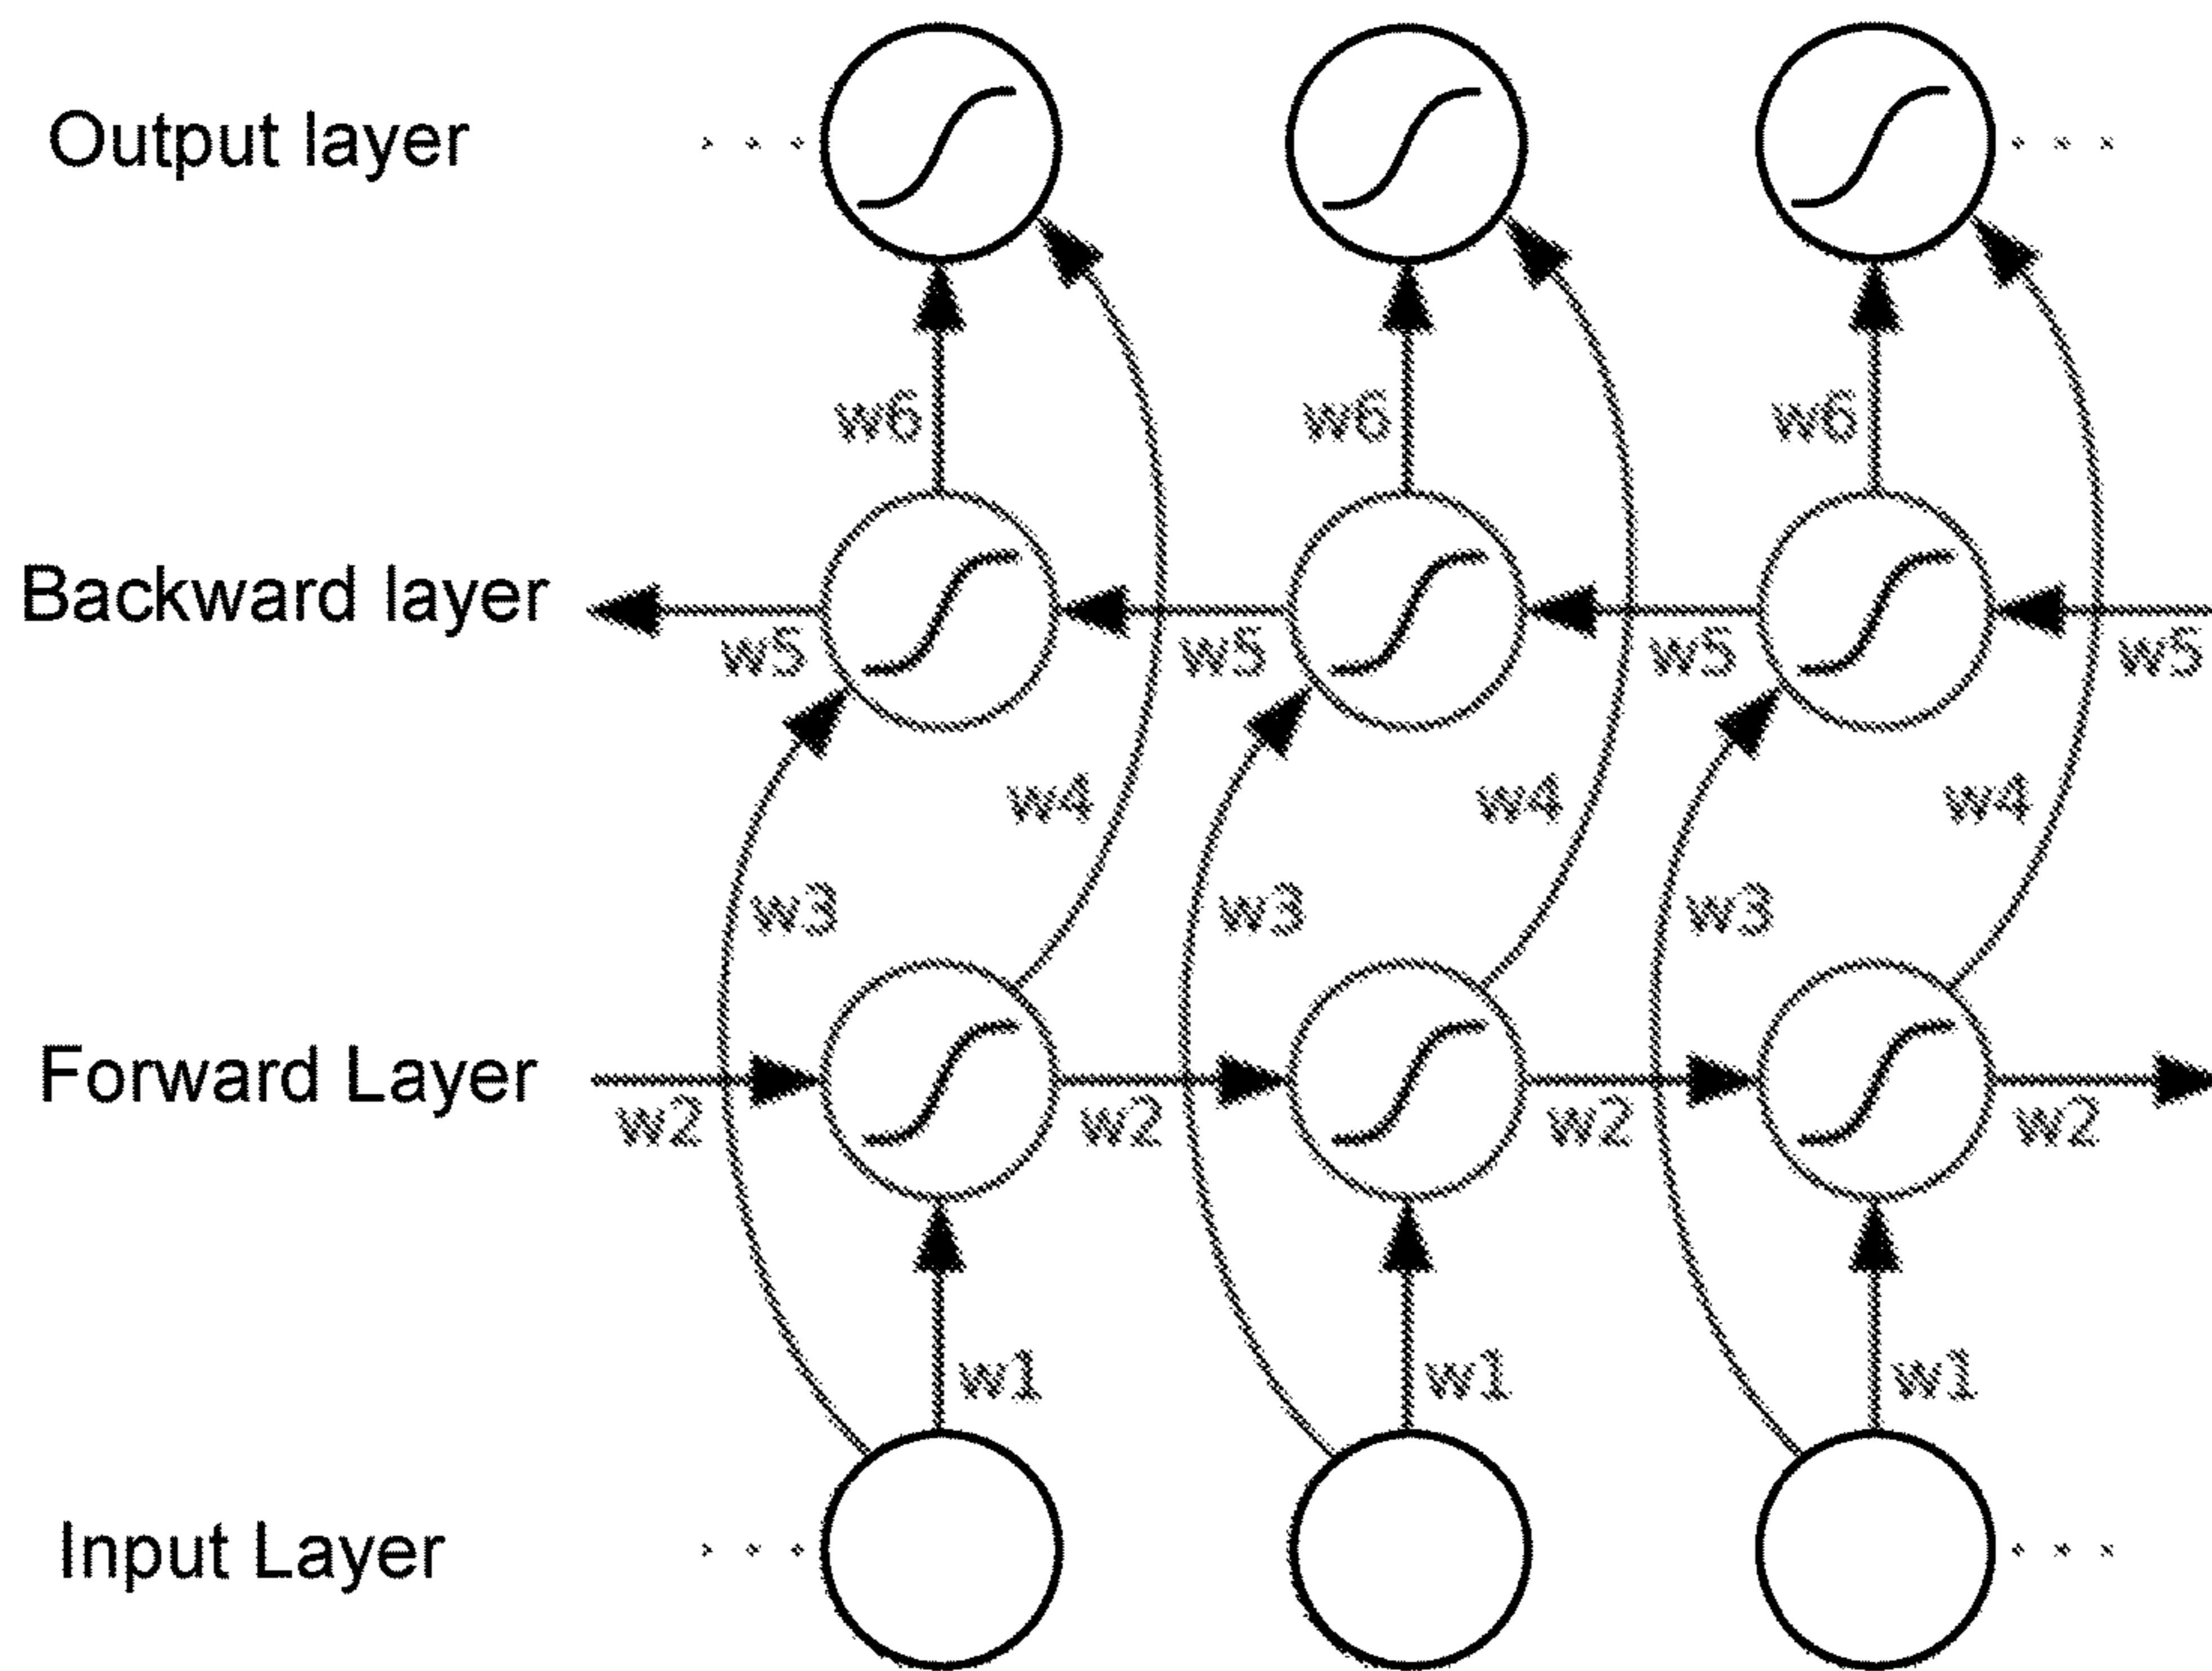 Output layer
w6 w6 w6
Backward layer
w5 w5 w5 w5
w4 w4 w4
w3 w3 w3
Forward Layer
w2 w2 w2 w2
w1 w1 w1
Input Layer